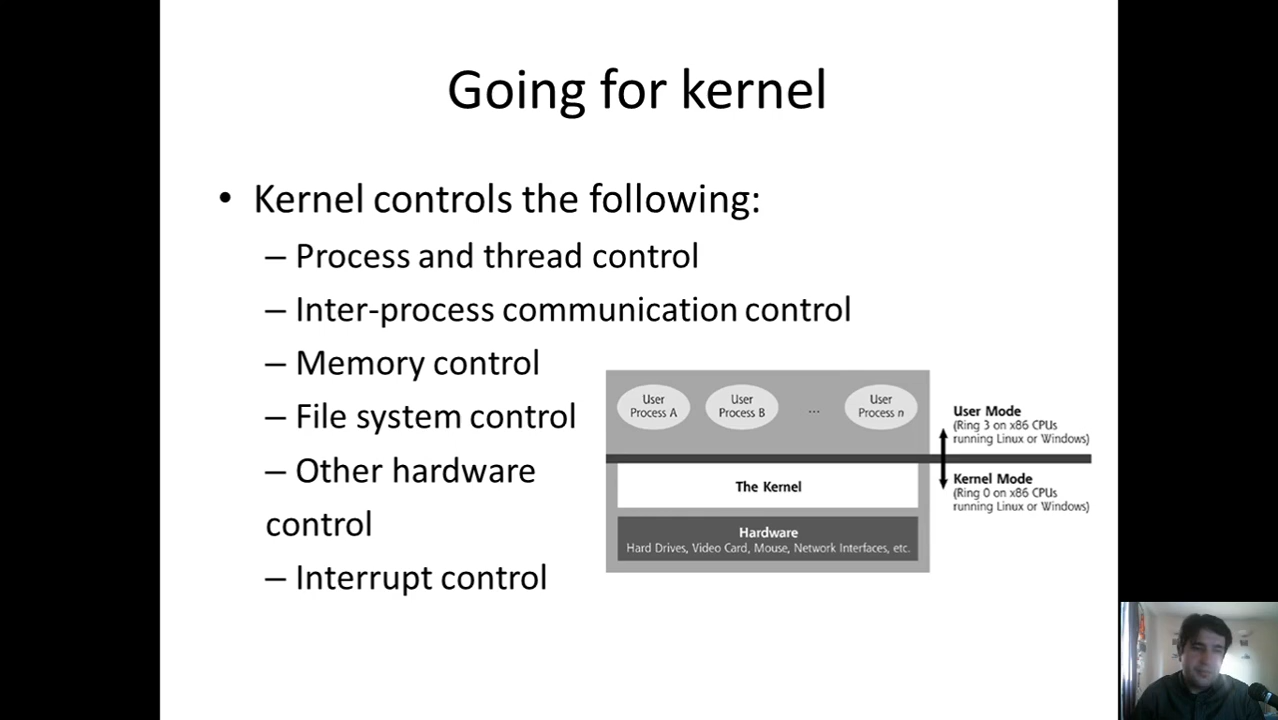 Going for kernel
• Kernel controls the following:
– Process and thread control
– Inter-process communication control
– Memory control
– File system control
– Other hardware
control
– Interrupt control
User
Process A
User
Process B
...
User
Process n
User Mode
(Ring 3 on x86 CPUs
running Linux or Windows)
The Kernel
Kernel Mode
(Ring 0 on x86 CPUs
running Linux or Windows)
Hardware
Hard Drives, Video Card, Mouse, Network Interfaces, etc.